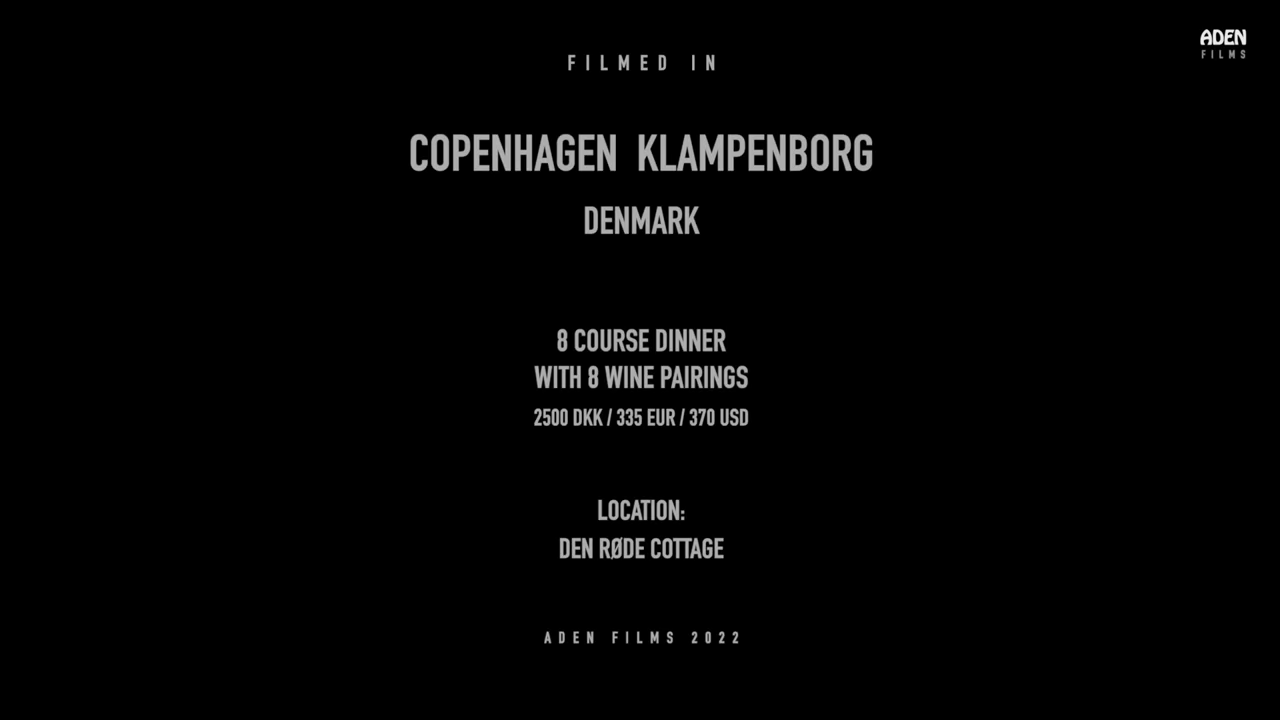 ADEN
FILMS
FILMED IN
COPENHAGEN KLAMPENBORG
DENMARK
8 COURSE DINNER
WITH 8 WINE PAIRINGS
2500 DKK / 335 EUR / 370 USD
LOCATION:
DEN RØDE COTTAGE
ADEN FILMS 2022